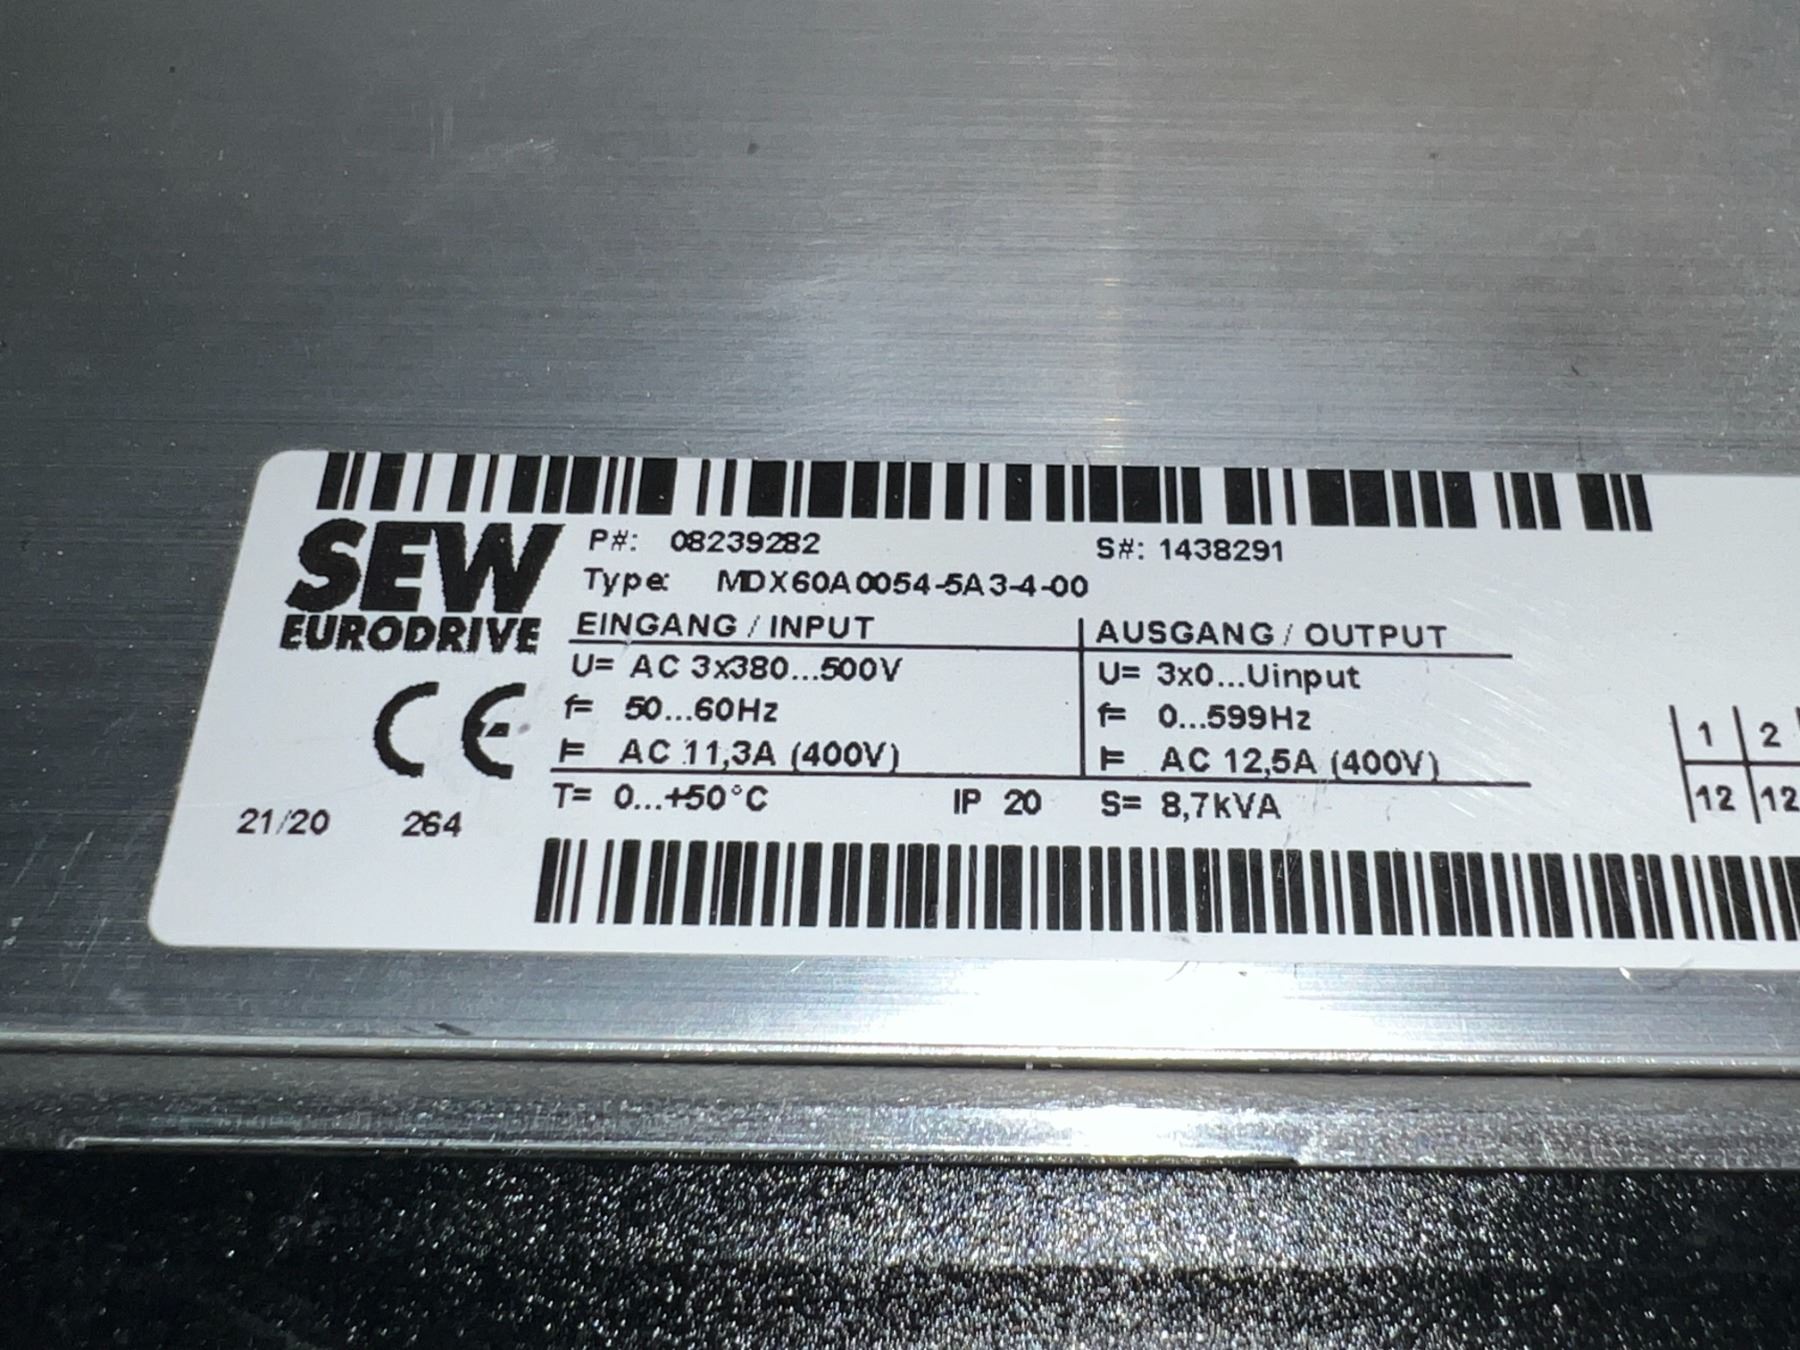 SEW
EURODRIVE
P#: 08239282 S#: 1438291
Type: MDX60A0054-5A3-4-00
EINGANG / INPUT AUSGANG / OUTPUT
U= AC 3x380...500V U= 3x0...Uinput
f= 50...60Hz f= 0...599Hz
I= AC 11,3A (400V) I= AC 12,5A (400V)
T= 0...+50°C IP 20 S= 8,7kVA
CE
21/20 264
1 2
12 12